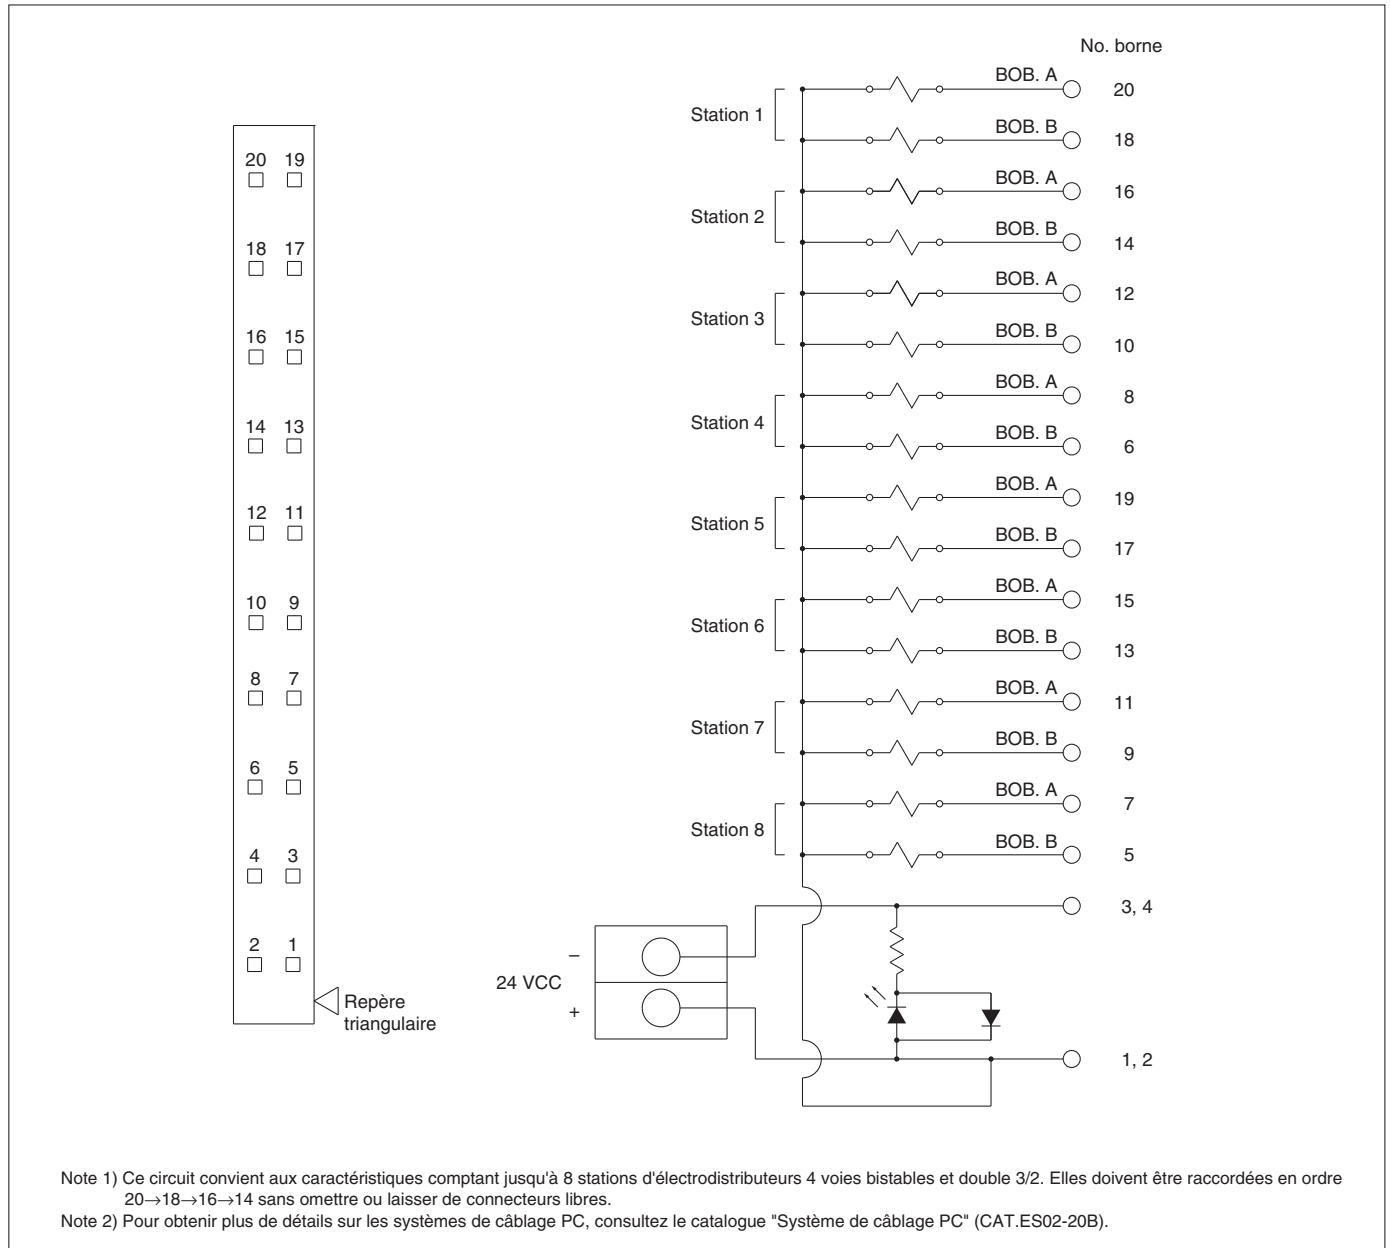 No. borne
20 19
18 17
16 15
14 13
12 11
10 9
8 7
6 5
4 3
2 1
Repère
triangulaire
Station 1
BOB. A 20
BOB. B 18
Station 2
BOB. A 16
BOB. B 14
Station 3
BOB. A 12
BOB. B 10
Station 4
BOB. A 8
BOB. B 6
Station 5
BOB. A 19
BOB. B 17
Station 6
BOB. A 15
BOB. B 13
Station 7
BOB. A 11
BOB. B 9
Station 8
BOB. A 7
BOB. B 5
3, 4
–
24 VCC
+
1, 2
Note 1) Ce circuit convient aux caractéristiques comptant jusqu'à 8 stations d'électrodistributeurs 4 voies bistables et double 3/2. Elles doivent être raccordées en ordre
20→18→16→14 sans omettre ou laisser de connecteurs libres.
Note 2) Pour obtenir plus de détails sur les systèmes de câblage PC, consultez le catalogue "Système de câblage PC" (CAT.ES02-20B).